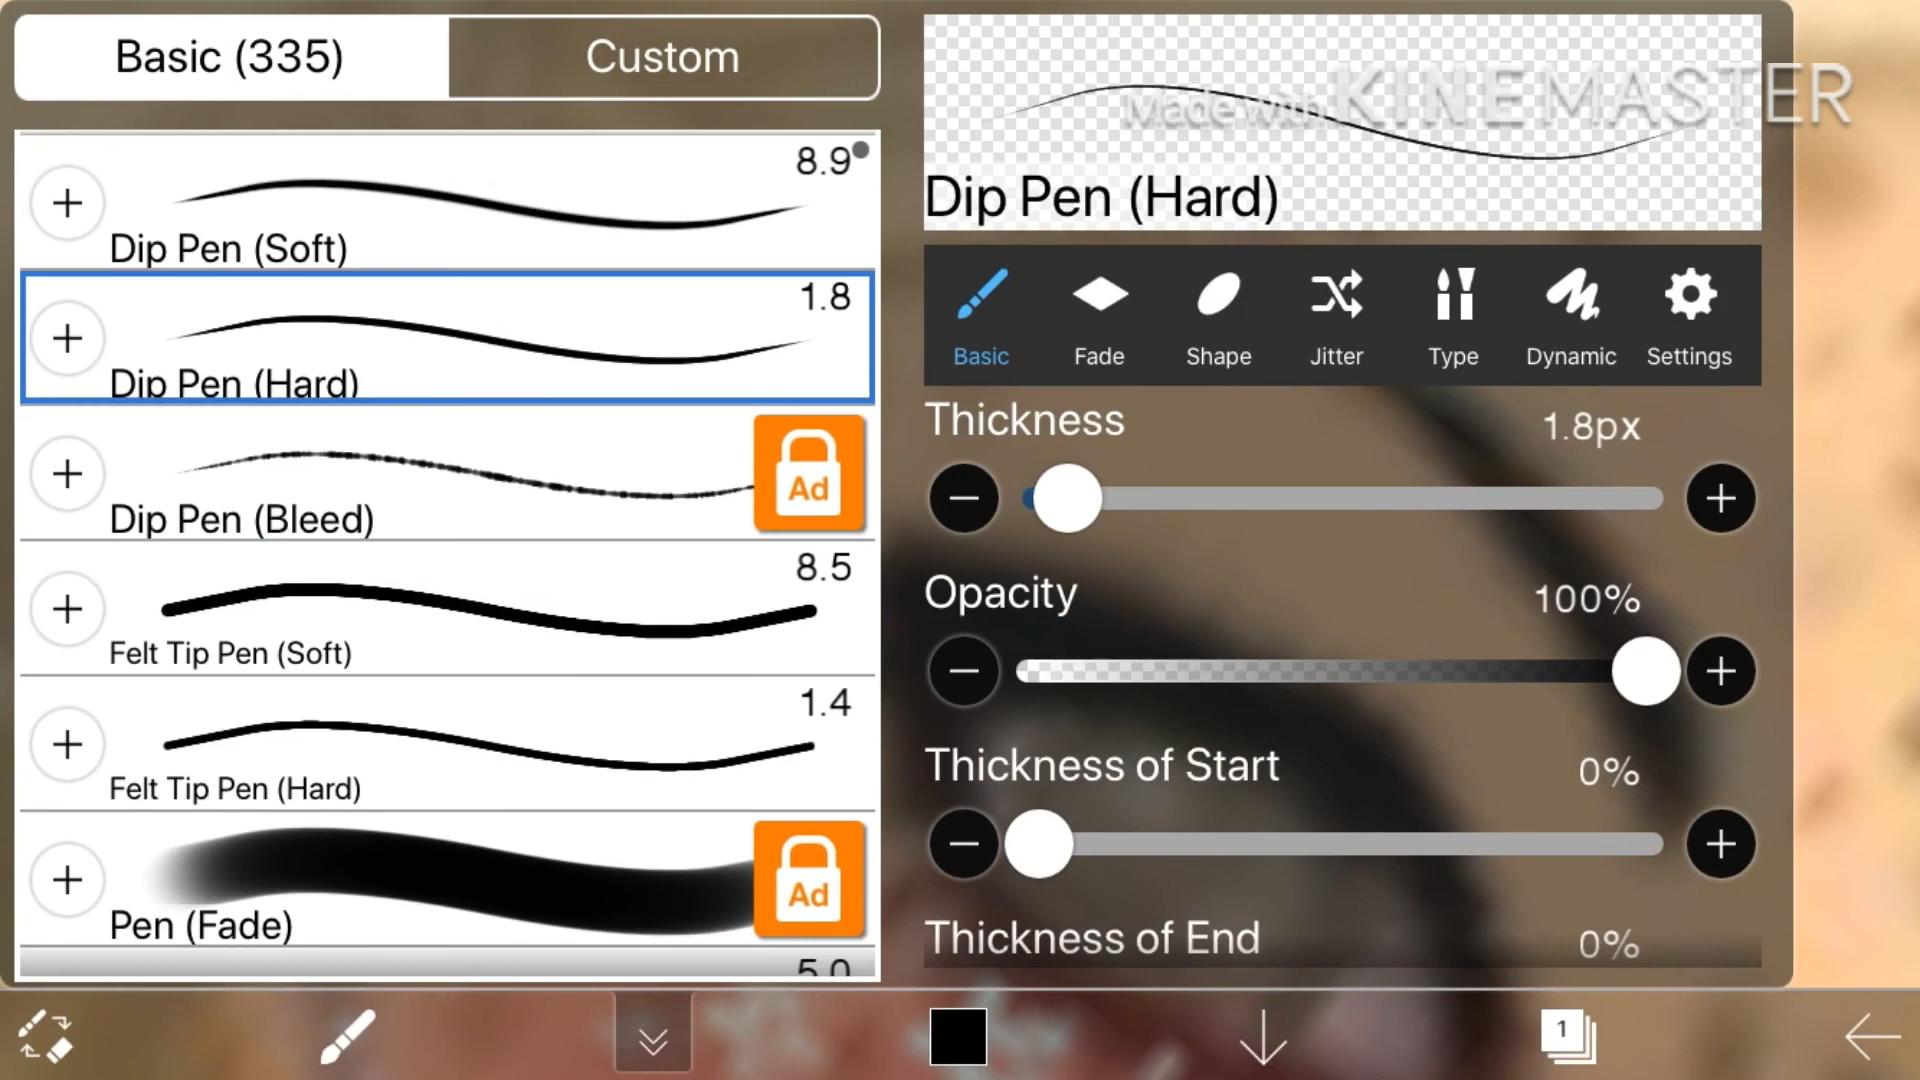 Basic (335)
Custom
8.9
Dip Pen (Soft)
1.8
Dip Pen (Hard)
Ad
Dip Pen (Bleed)
8.5
Felt Tip Pen (Soft)
1.4
Felt Tip Pen (Hard)
Ad
Pen (Fade)
5.0
Made with KINEMASTER
Dip Pen (Hard)
Basic
Fade
Shape
Jitter
Type
Dynamic
Settings
Thickness
1.8px
Opacity
100%
Thickness of Start
0%
Thickness of End
0%
1